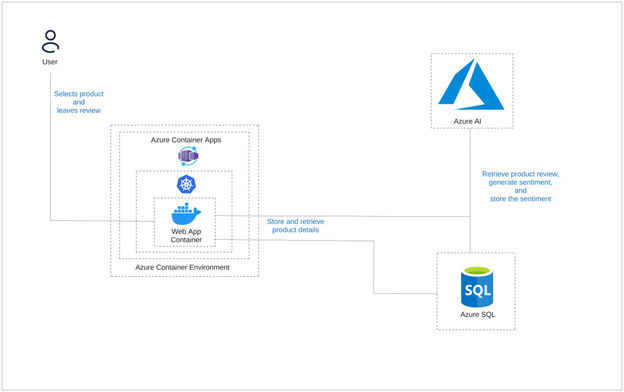 User
Selects product
and
leaves review
Azure Container Apps
Web App
Container
Azure Container Environment
Store and retrieve
product details
Azure AI
Retrieve product review,
generate sentiment,
and
store the sentiment
SQL
Azure SQL